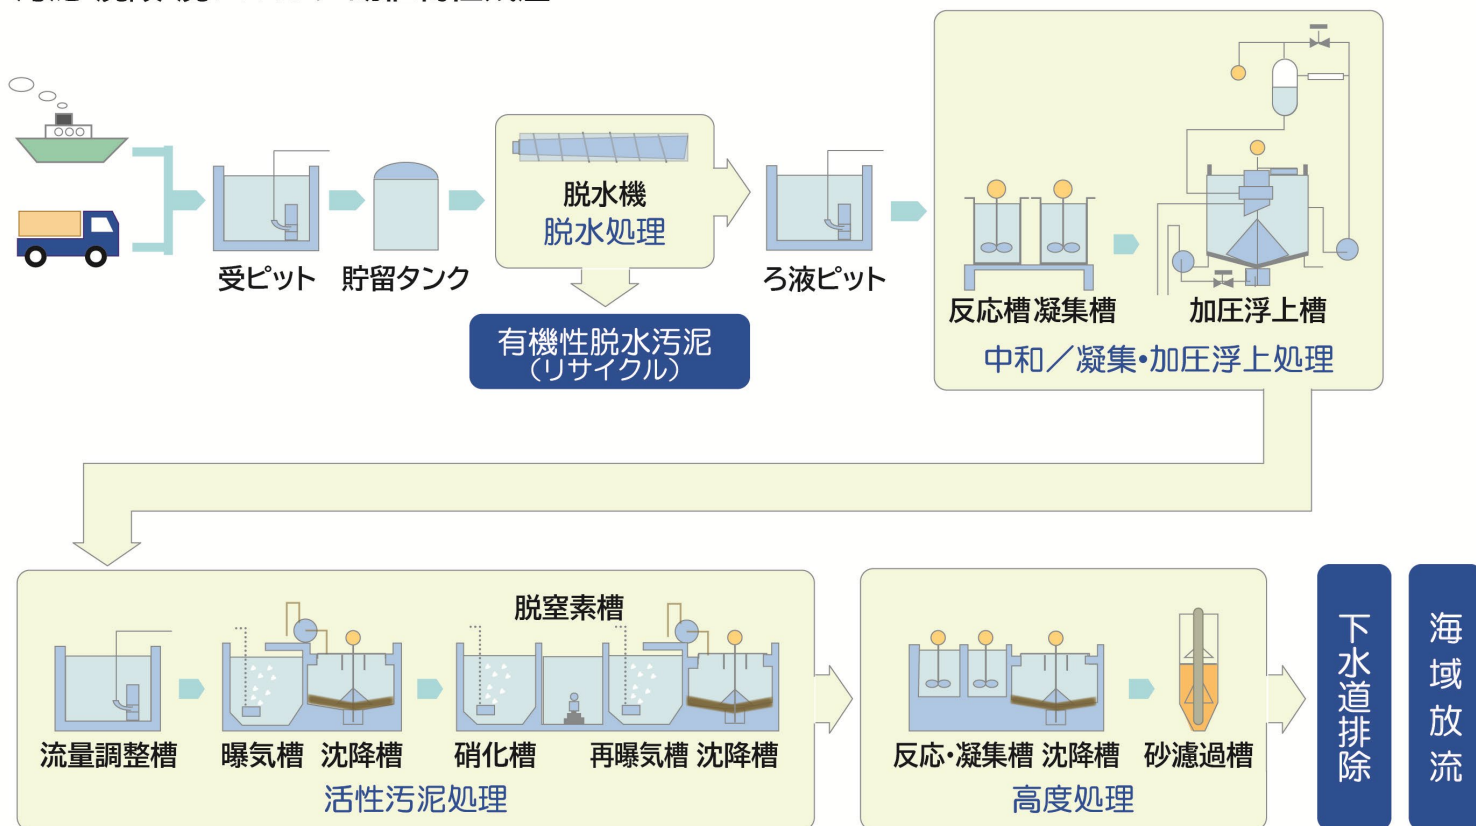 脱水機
脱水処理
受ピット
貯留タンク
ろ液ピット
有機性脱水汚泥
(リサイクル)
反応槽
凝集槽
加圧浮上槽
中和／凝集・加圧浮上処理
脱窒素槽
流量調整槽
曝気槽
沈降槽
硝化槽
再曝気槽
沈降槽
活性汚泥処理
反応・凝集槽
沈降槽
砂濾過槽
高度処理
下水道排除
海域放流